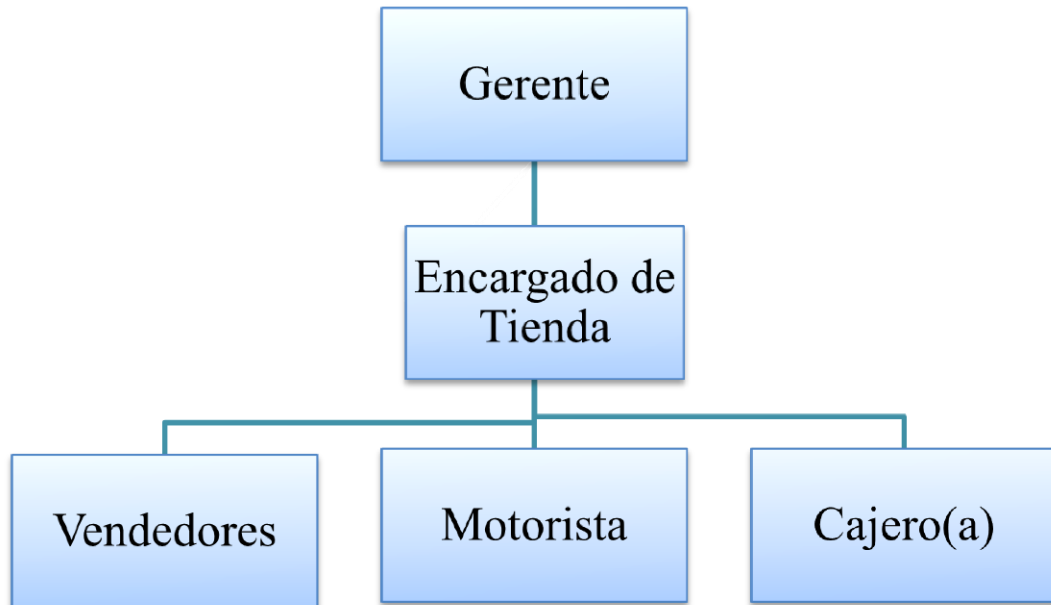 Gerente
Encargado de
Tienda
Vendedores
Motorista
Cajero(a)